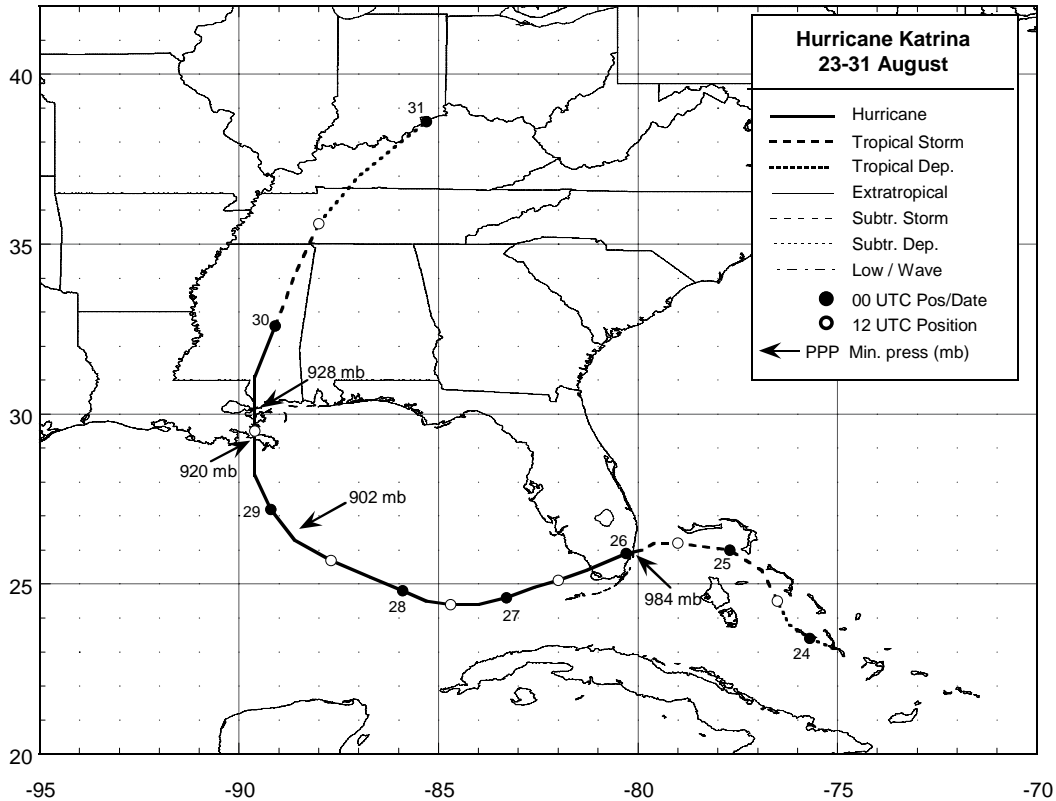 Hurricane Katrina
23-31 August
Hurricane
Tropical Storm
Tropical Dep.
Extratropical
Subtr. Storm
Subtr. Dep.
Low / Wave
00 UTC Pos/Date
12 UTC Position
PPP Min. press (mb)
40
35
30
25
20
31
30
928 mb
920 mb
902 mb
29
28
27
26
984 mb
25
24
-95
-90
-85
-80
-75
-70